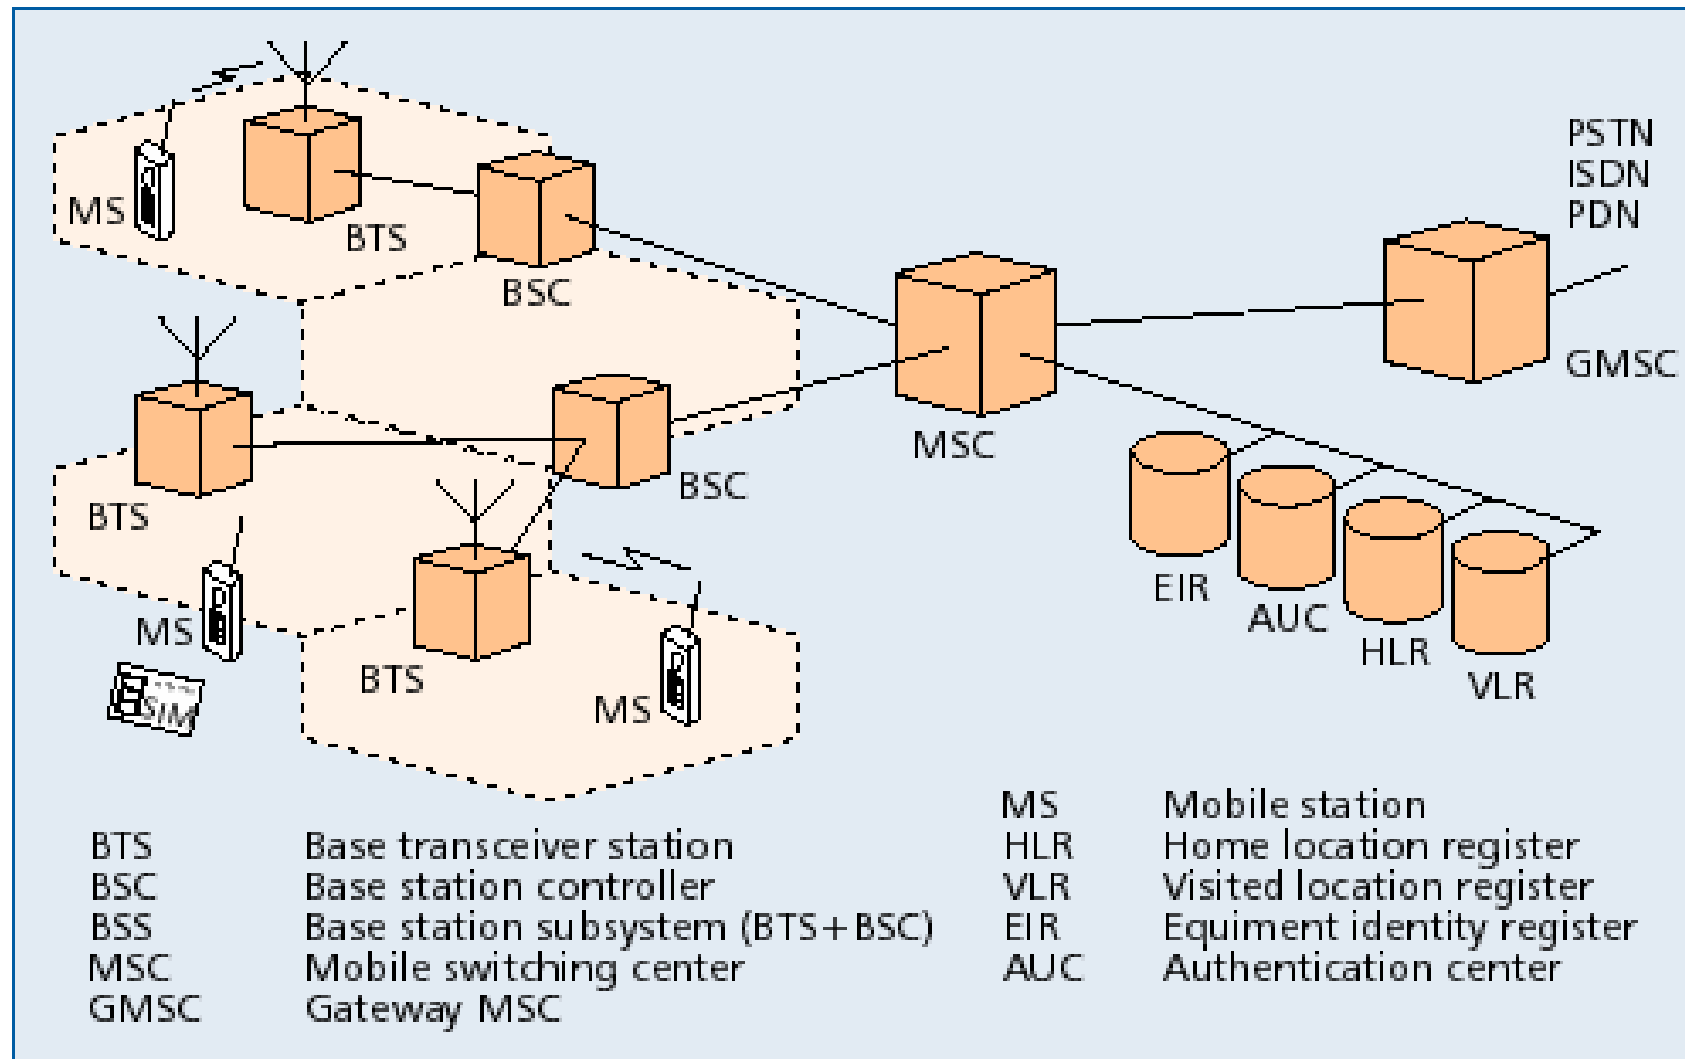 PSTN
ISDN
PDN
MS
BTS
BSC
GMSC
MSC
BSC
BTS
EIR
AUC
MS
HLR
BTS
VLR
MS
SIM
MS Mobile station
BTS Base transceiver station
HLR Home location register
BSC Base station controller
VLR Visited location register
BSS Base station subsystem (BTS+BSC)
EIR Equiment identity register
MSC Mobile switching center
AUC Authentication center
GMSC Gateway MSC